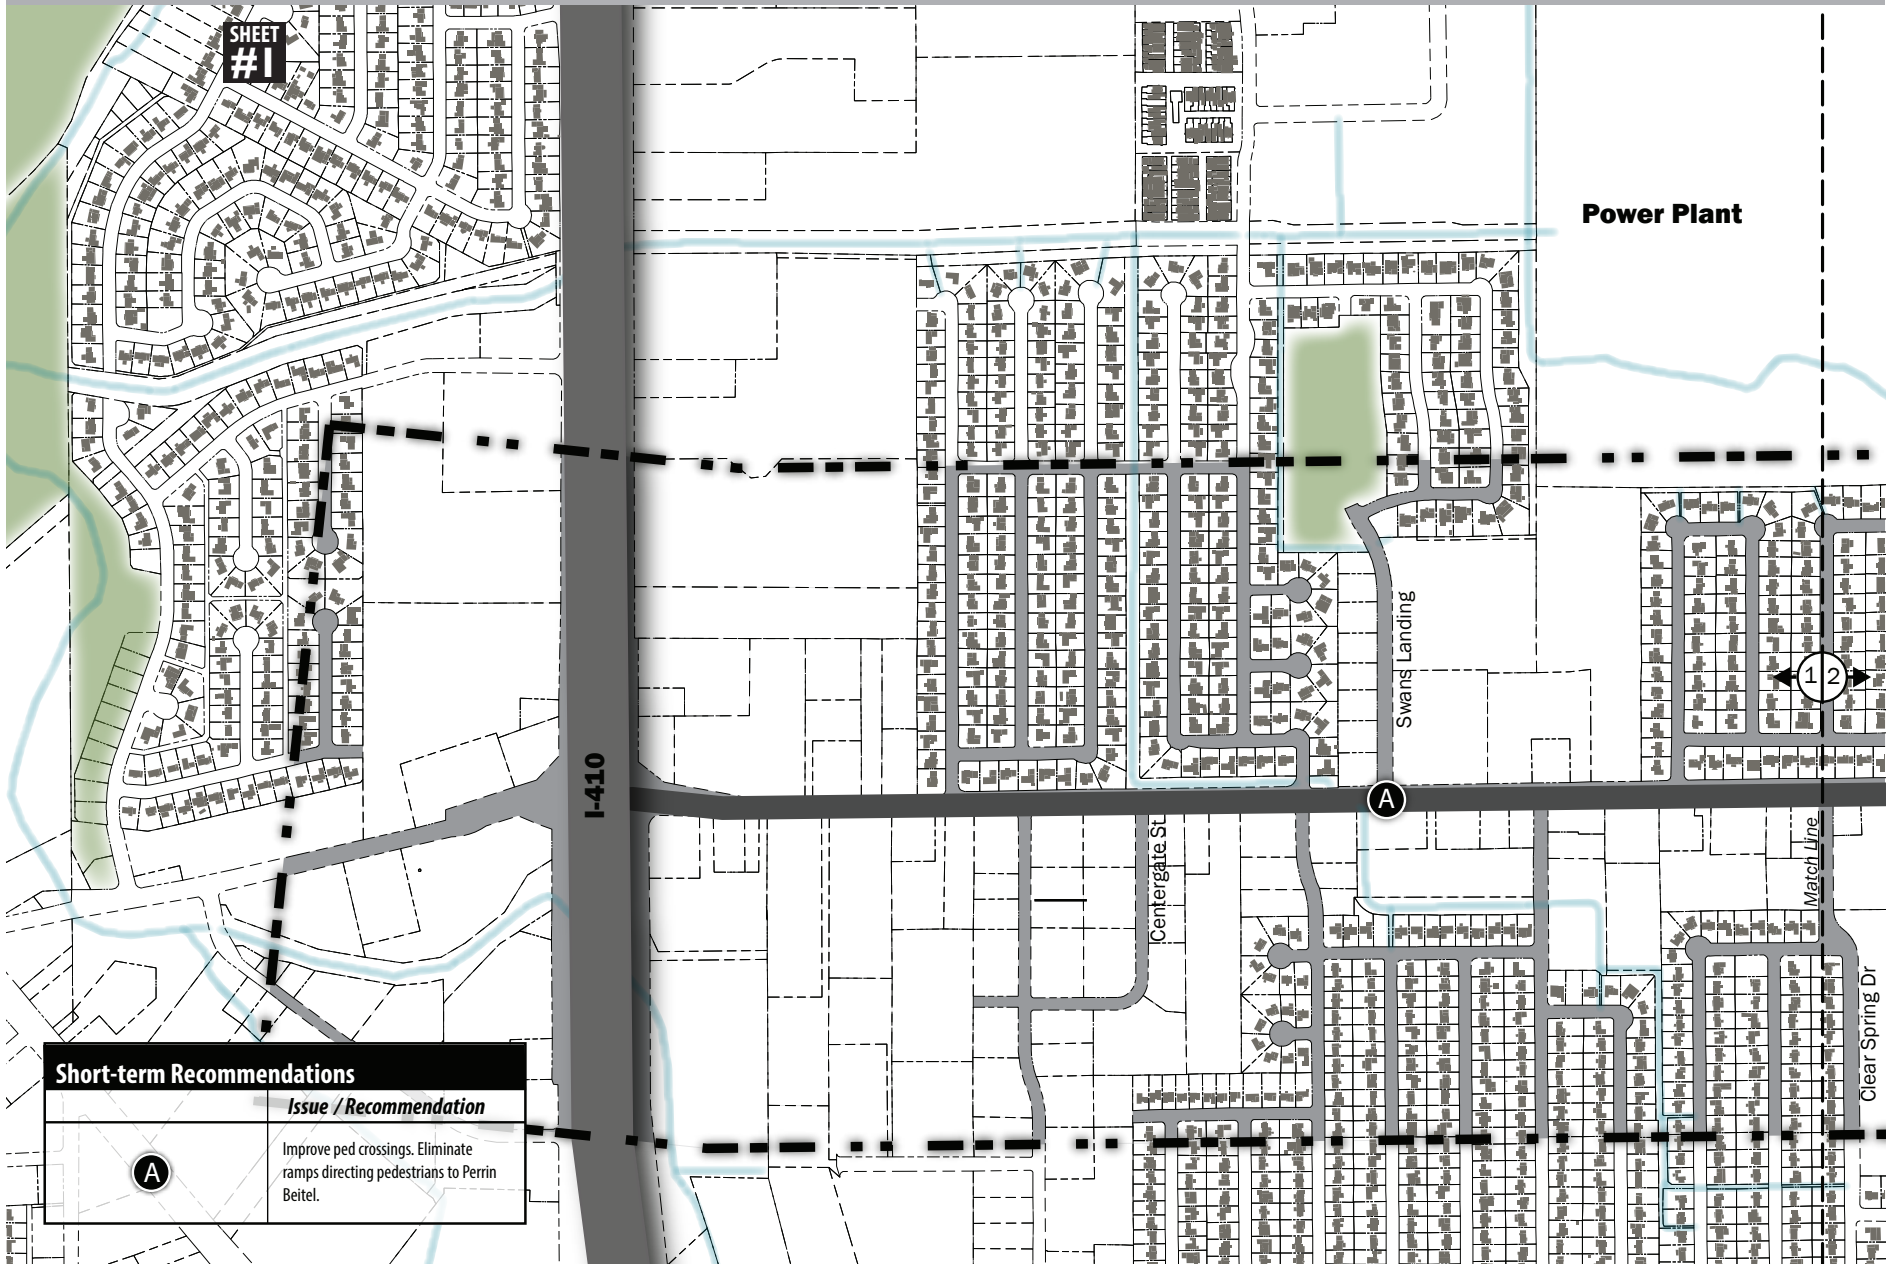 SHEET
#1
Power Plant
Swans Landing
1 2
I-410
A
Centergate St
Match Line
Clear Spring Dr
Short-term Recommendations
Issue / Recommendation
A
Improve ped crossings. Eliminate
ramps directing pedestrians to Perrin
Beitel.